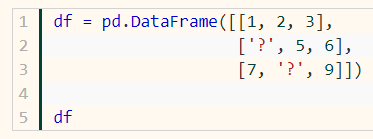 1 df = pd.DataFrame([[1, 2, 3],
2                    ['?', 5, 6],
3                    [7, '?', 9]])
4
5 df